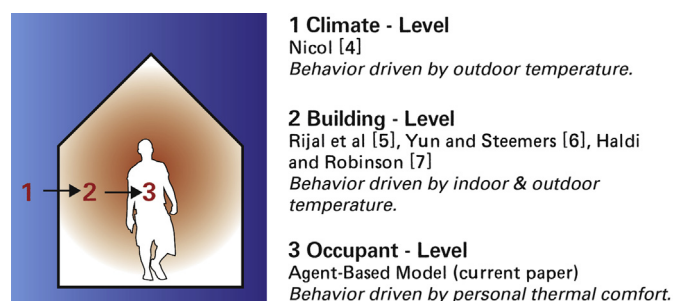 1 Climate - Level
Nicol [4]
Behavior driven by outdoor temperature.
2 Building - Level
Rijal et al [5], Yun and Steemers [6], Haldi
and Robinson [7]
Behavior driven by indoor & outdoor
temperature.
1 2 3
3 Occupant - Level
Agent-Based Model (current paper)
Behavior driven by personal thermal comfort.